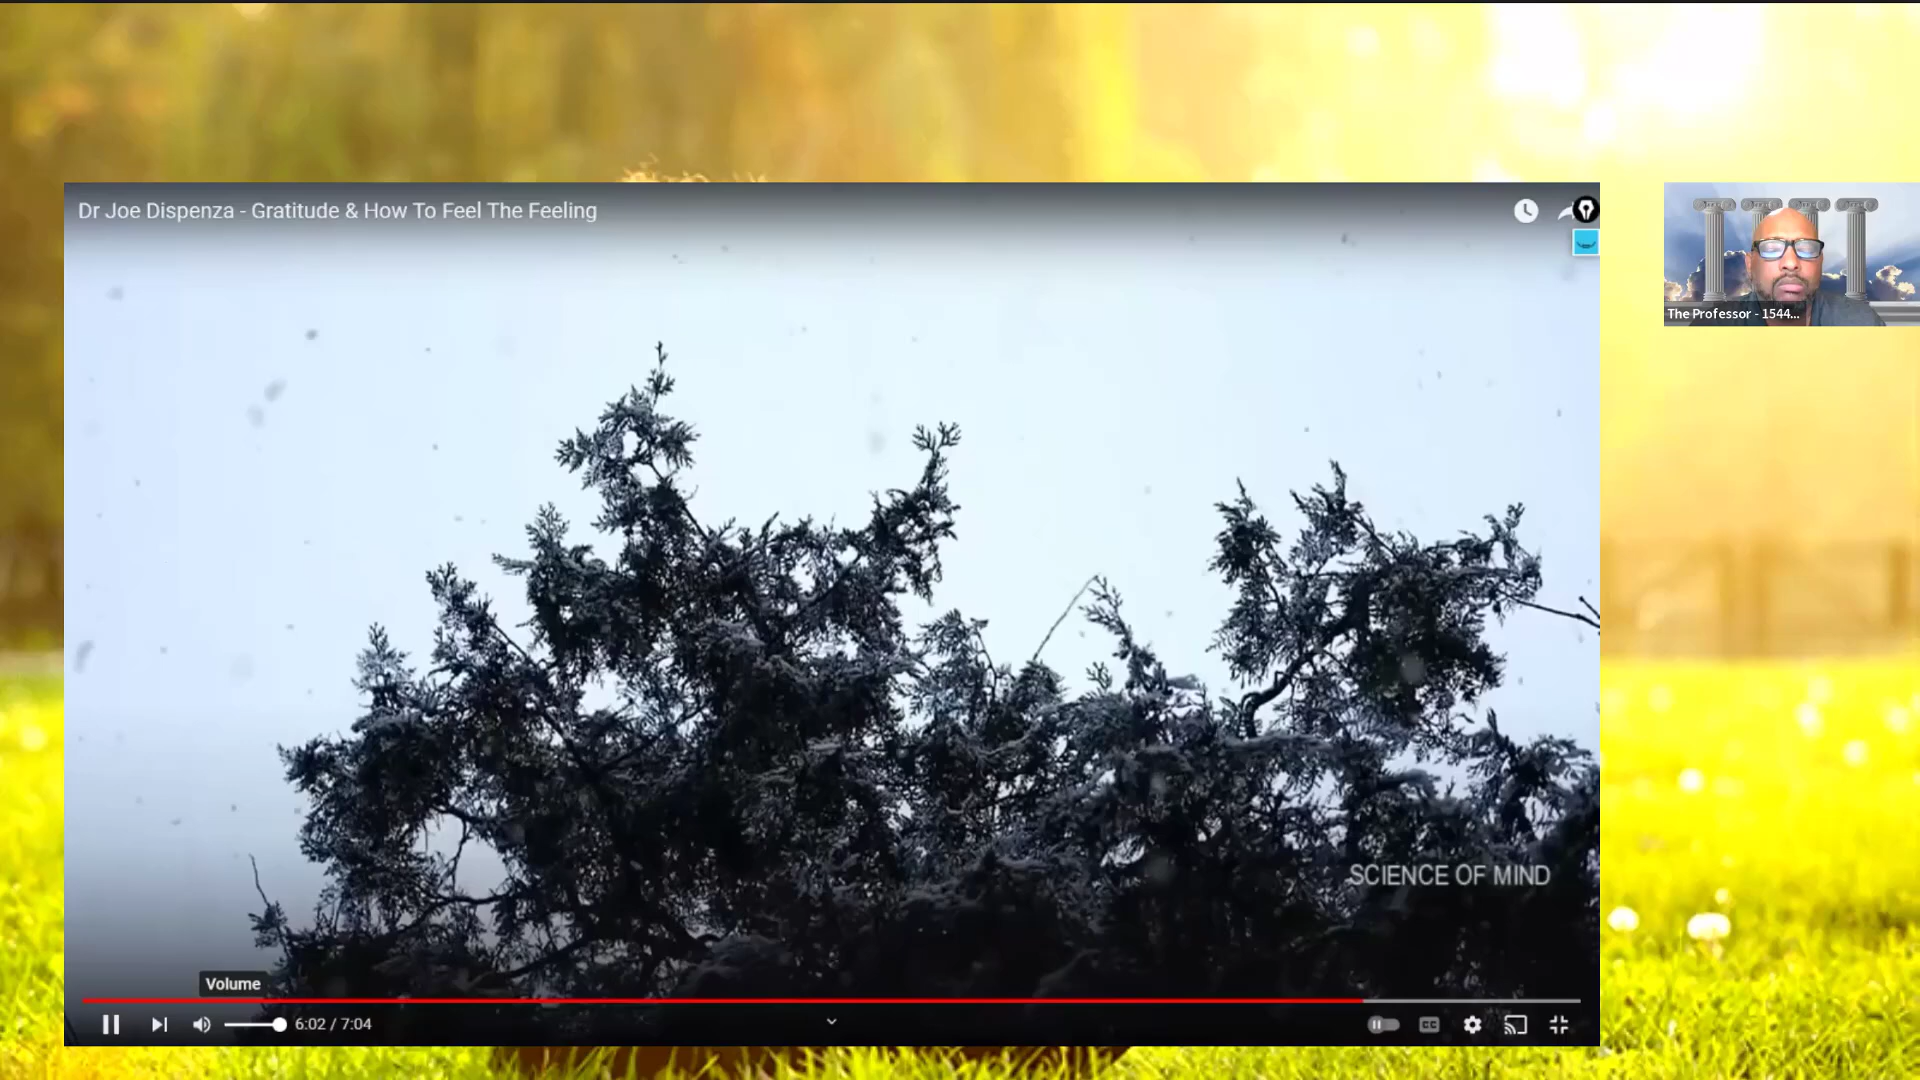 Dr Joe Dispenza - Gratitude & How To Feel The Feeling
The Professor - 1544...
SCIENCE OF MIND
Volume
6:02 / 7:04
CC